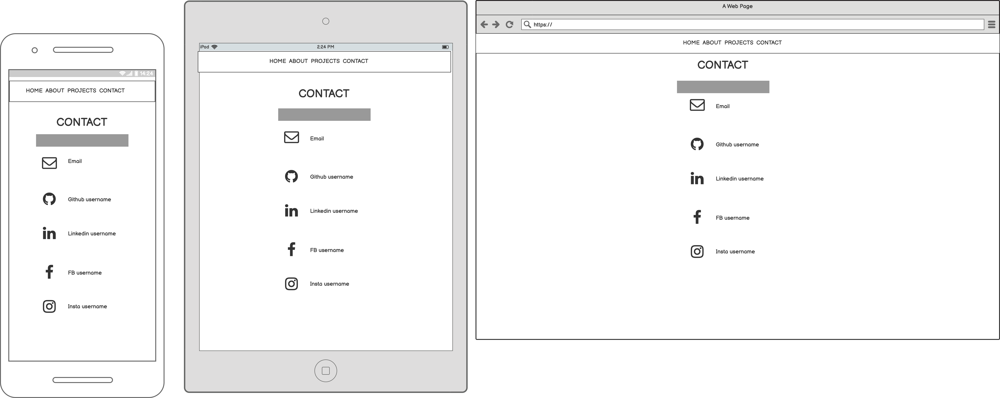 14:24
HOME ABOUT PROJECTS CONTACT
CONTACT
Email
Github username
Linkedin username
FB username
Insta username
iPad 2:24 PM
HOME ABOUT PROJECTS CONTACT
CONTACT
Email
Github username
Linkedin username
FB username
Insta username
A Web Page
https://
HOME ABOUT PROJECTS CONTACT
CONTACT
Email
Github username
Linkedin username
FB username
Insta username